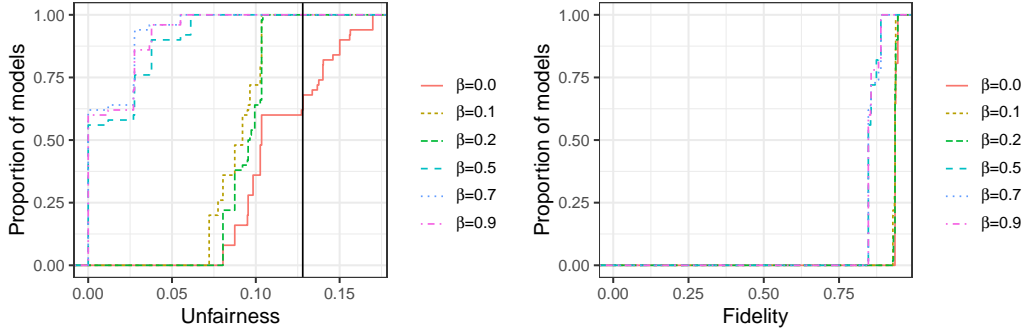 Proportion of models
1.00
0.75
0.50
0.25
0.00
0.00 0.05 0.10 0.15
Unfairness
β=0.0
β=0.1
β=0.2
β=0.5
β=0.7
β=0.9
Proportion of models
1.00
0.75
0.50
0.25
0.00
0.00 0.25 0.50 0.75
Fidelity
β=0.0
β=0.1
β=0.2
β=0.5
β=0.7
β=0.9